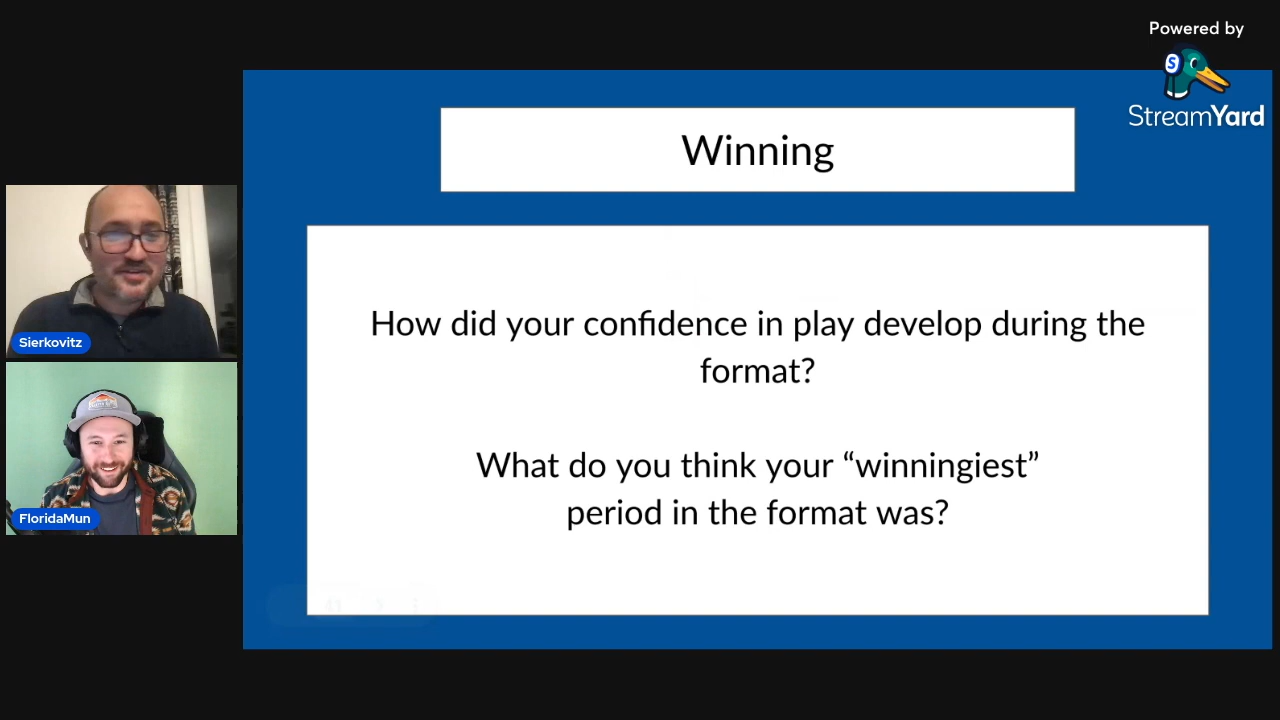 Powered by
StreamYard
Winning
How did your confidence in play develop during the
format?
What do you think your “winningiest”
period in the format was?
Sierkovitz
FloridaMun